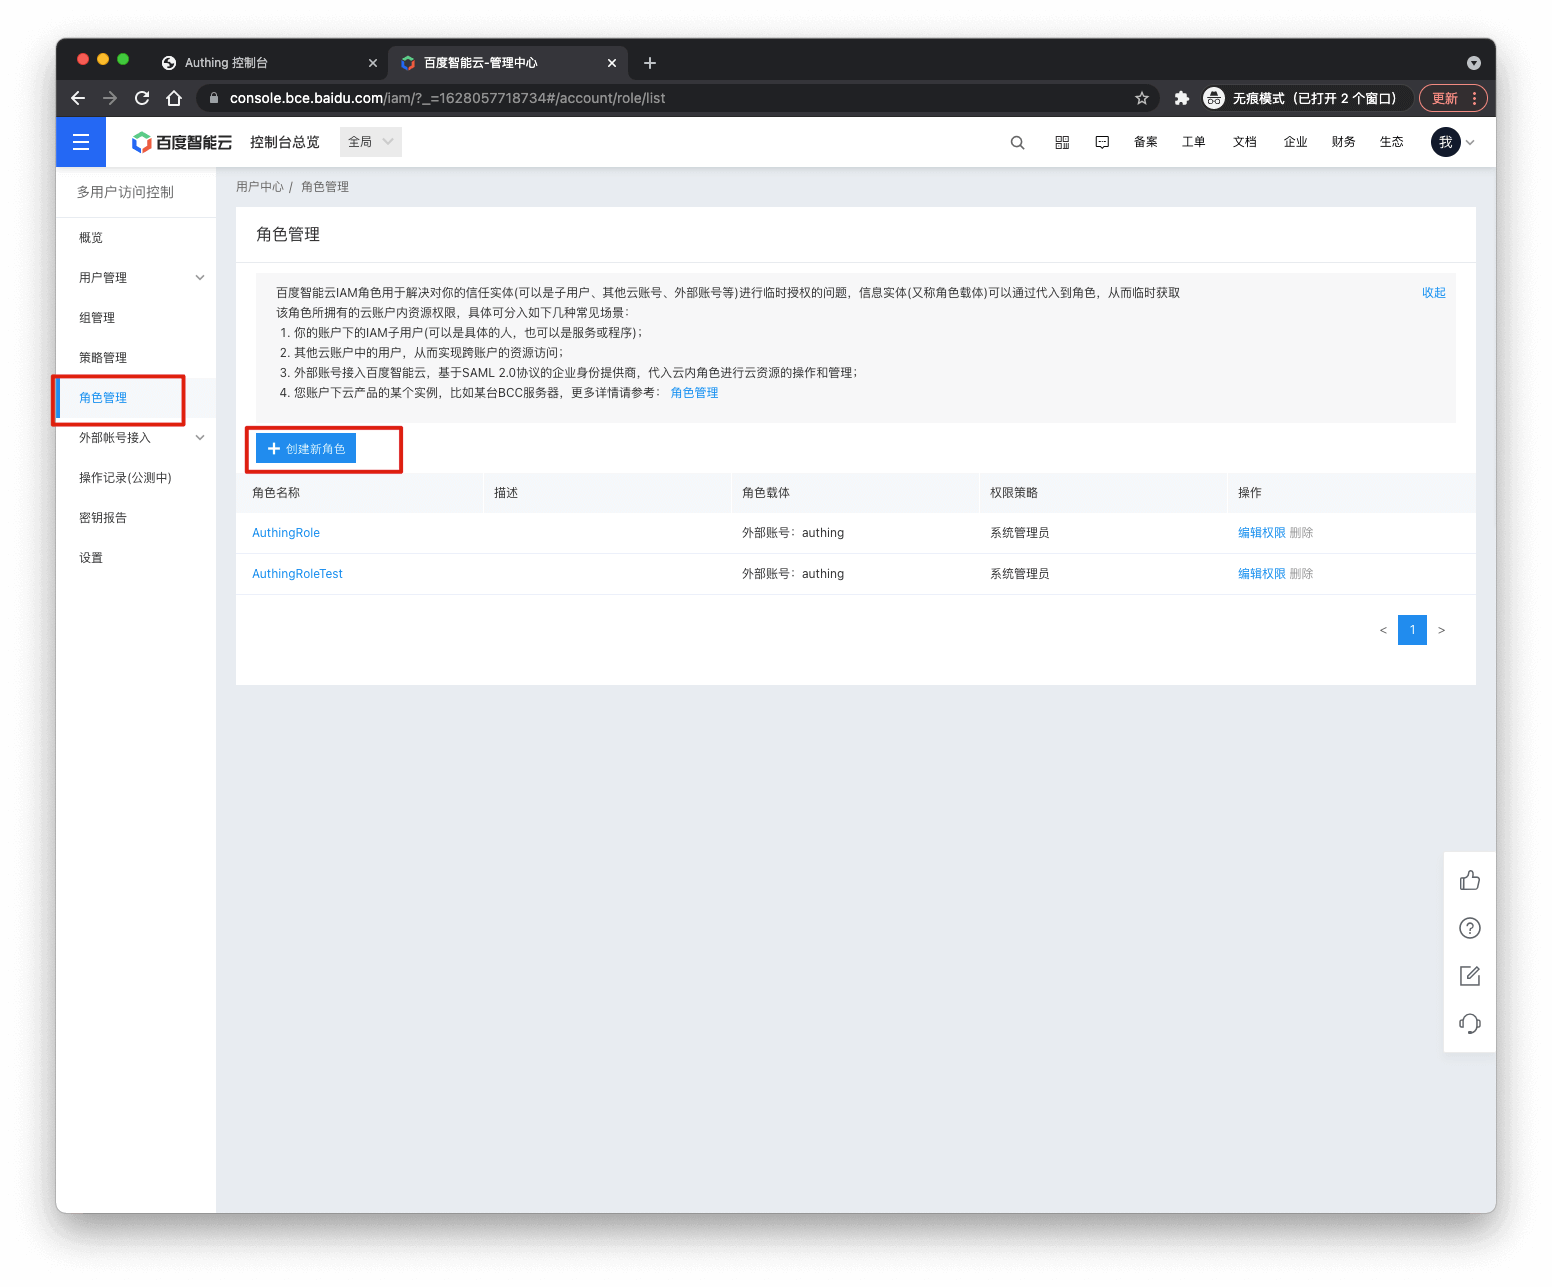 Authing 控制台
百度智能云-管理中心
console.bce.baidu.com/iam/?_=1628057718734#/account/role/list
无痕模式（已打开 2 个窗口）
更新
百度智能云
控制台总览
全局
备案
工单
文档
企业
财务
生态
我
多用户访问控制
概览
用户管理
组管理
策略管理
角色管理
外部帐号接入
操作记录(公测中)
密钥报告
设置
用户中心 / 角色管理
角色管理
百度智能云IAM角色用于解决对你的信任实体(可以是子用户、其他云账号、外部账号等)进行临时授权的问题，信息实体(又称角色载体)可以通过代入到角色，从而临时获取
收起
该角色所拥有的云账户内资源权限，具体可分入如下几种常见场景：
1. 你的账户下的IAM子用户(可以是具体的人，也可以是服务或程序)；
2. 其他云账户中的用户，从而实现跨账户的资源访问；
3. 外部账号接入百度智能云，基于SAML 2.0协议的企业身份提供商，代入云内角色进行云资源的操作和管理；
4. 您账户下云产品的某个实例，比如某台BCC服务器，更多详情请参考： 角色管理
创建新角色
角色名称 描述 角色载体 权限策略 操作
AuthingRole 外部账号：authing 系统管理员 编辑权限 删除
AuthingRoleTest 外部账号：authing 系统管理员 编辑权限 删除
< 1 >